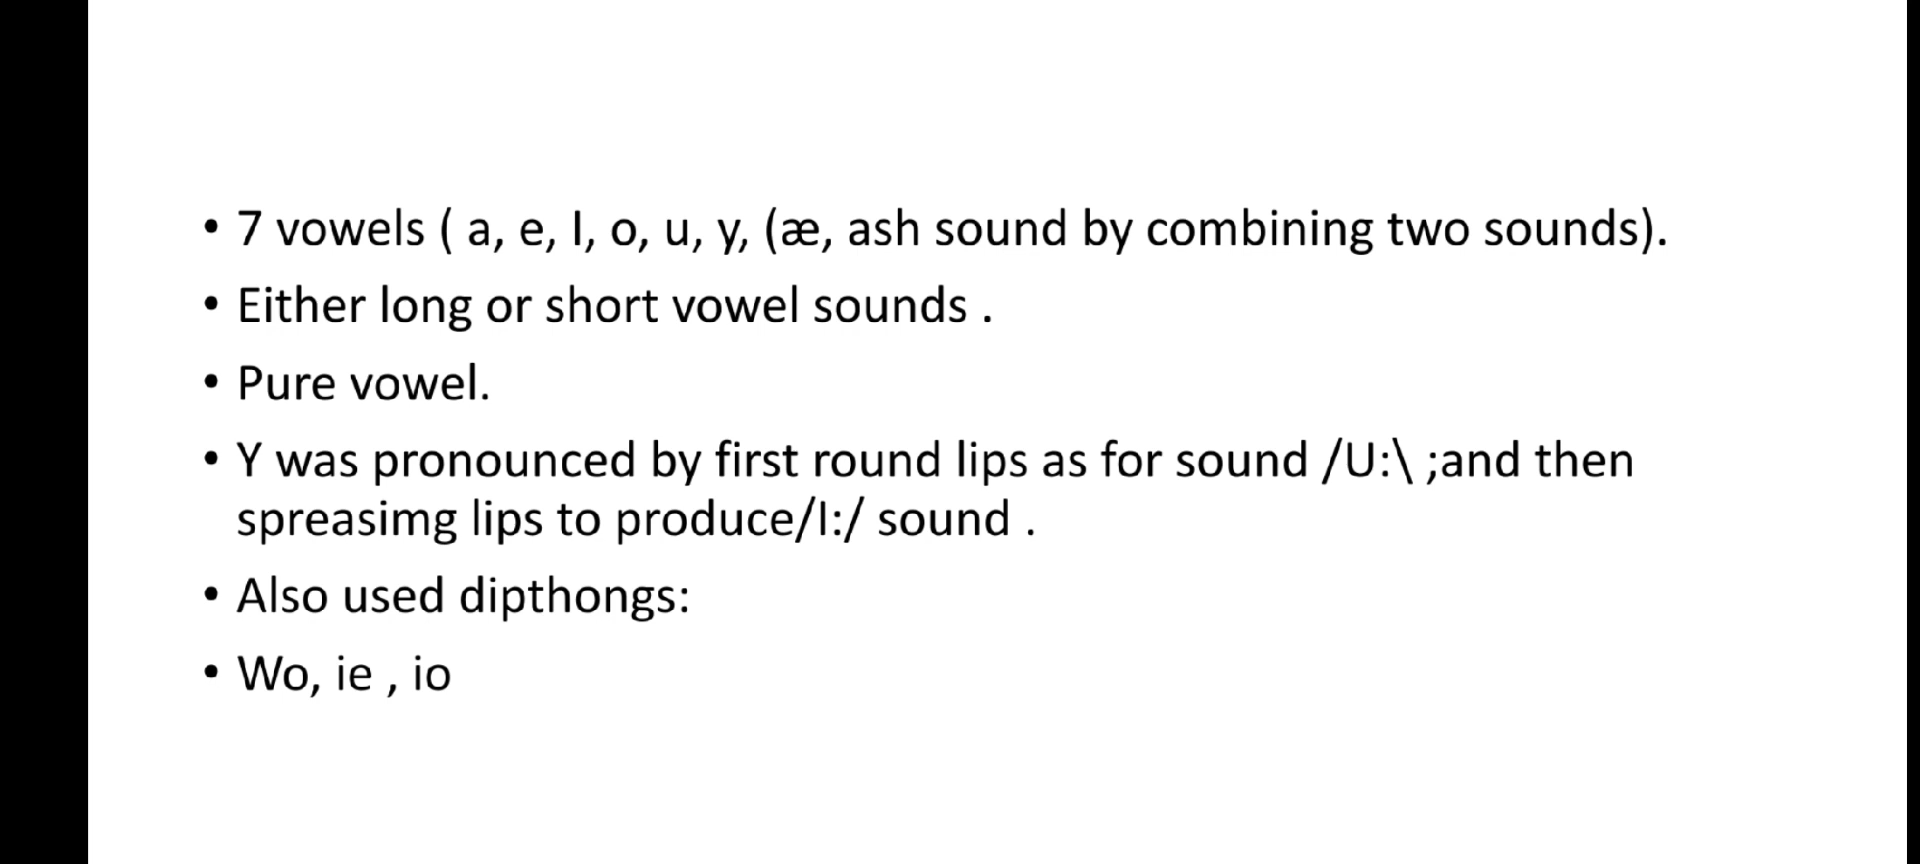 • 7 vowels ( a, e, I, o, u, y, (æ, ash sound by combining two sounds).
• Either long or short vowel sounds .
• Pure vowel.
• Y was pronounced by first round lips as for sound /U:\ ;and then
spreasimg lips to produce/I:/ sound .
• Also used dipthongs:
• Wo, ie , io